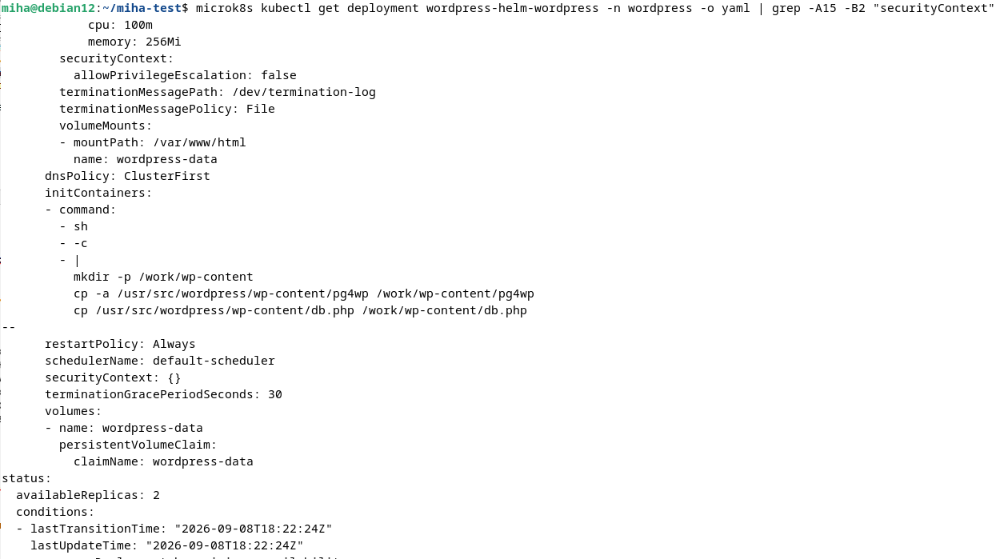 miha@debian12:~/miha-test$ microk8s kubectl get deployment wordpress-helm-wordpress -n wordpress -o yaml | grep -A15 -B2 "securityContext"
            cpu: 100m
            memory: 256Mi
        securityContext:
          allowPrivilegeEscalation: false
        terminationMessagePath: /dev/termination-log
        terminationMessagePolicy: File
        volumeMounts:
        - mountPath: /var/www/html
          name: wordpress-data
      dnsPolicy: ClusterFirst
      initContainers:
      - command:
        - sh
        - -c
        - |
          mkdir -p /work/wp-content
          cp -a /usr/src/wordpress/wp-content/pg4wp /work/wp-content/pg4wp
          cp /usr/src/wordpress/wp-content/db.php /work/wp-content/db.php
--
      restartPolicy: Always
      schedulerName: default-scheduler
      securityContext: {}
      terminationGracePeriodSeconds: 30
      volumes:
      - name: wordpress-data
        persistentVolumeClaim:
          claimName: wordpress-data
status:
  availableReplicas: 2
  conditions:
  - lastTransitionTime: "2026-09-08T18:22:24Z"
    lastUpdateTime: "2026-09-08T18:22:24Z"